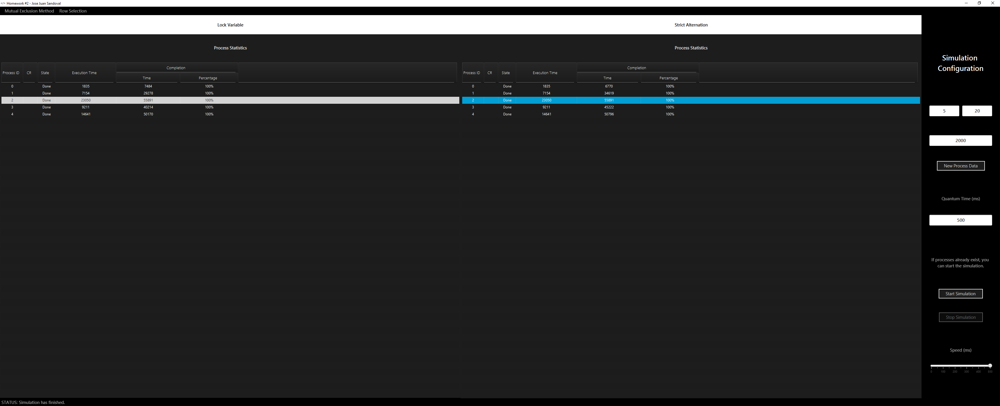 </> Homework #2 - Jose Juan Sandoval
Mutual Exclusion Method Row Selection
Lock Variable
Process Statistics
Process ID CR State Execution Time Completion
Time Percentage
0 Done 1835 7484 100%
1 Done 7154 29278 100%
2 Done 23050 55891 100%
3 Done 9211 40214 100%
4 Done 14641 50170 100%
Strict Alternation
Process Statistics
Process ID CR State Execution Time Completion
Time Percentage
0 Done 1835 6770 100%
1 Done 7154 34619 100%
2 Done 23050 55891 100%
3 Done 9211 45222 100%
4 Done 14641 50796 100%
Simulation
Configuration
5 20
2000
New Process Data
Quantum Time (ms)
500
If processes already exist, you
can start the simulation.
Start Simulation
Stop Simulation
Speed (ms)
0 100 200 300 400 500
STATUS: Simulation has finished.